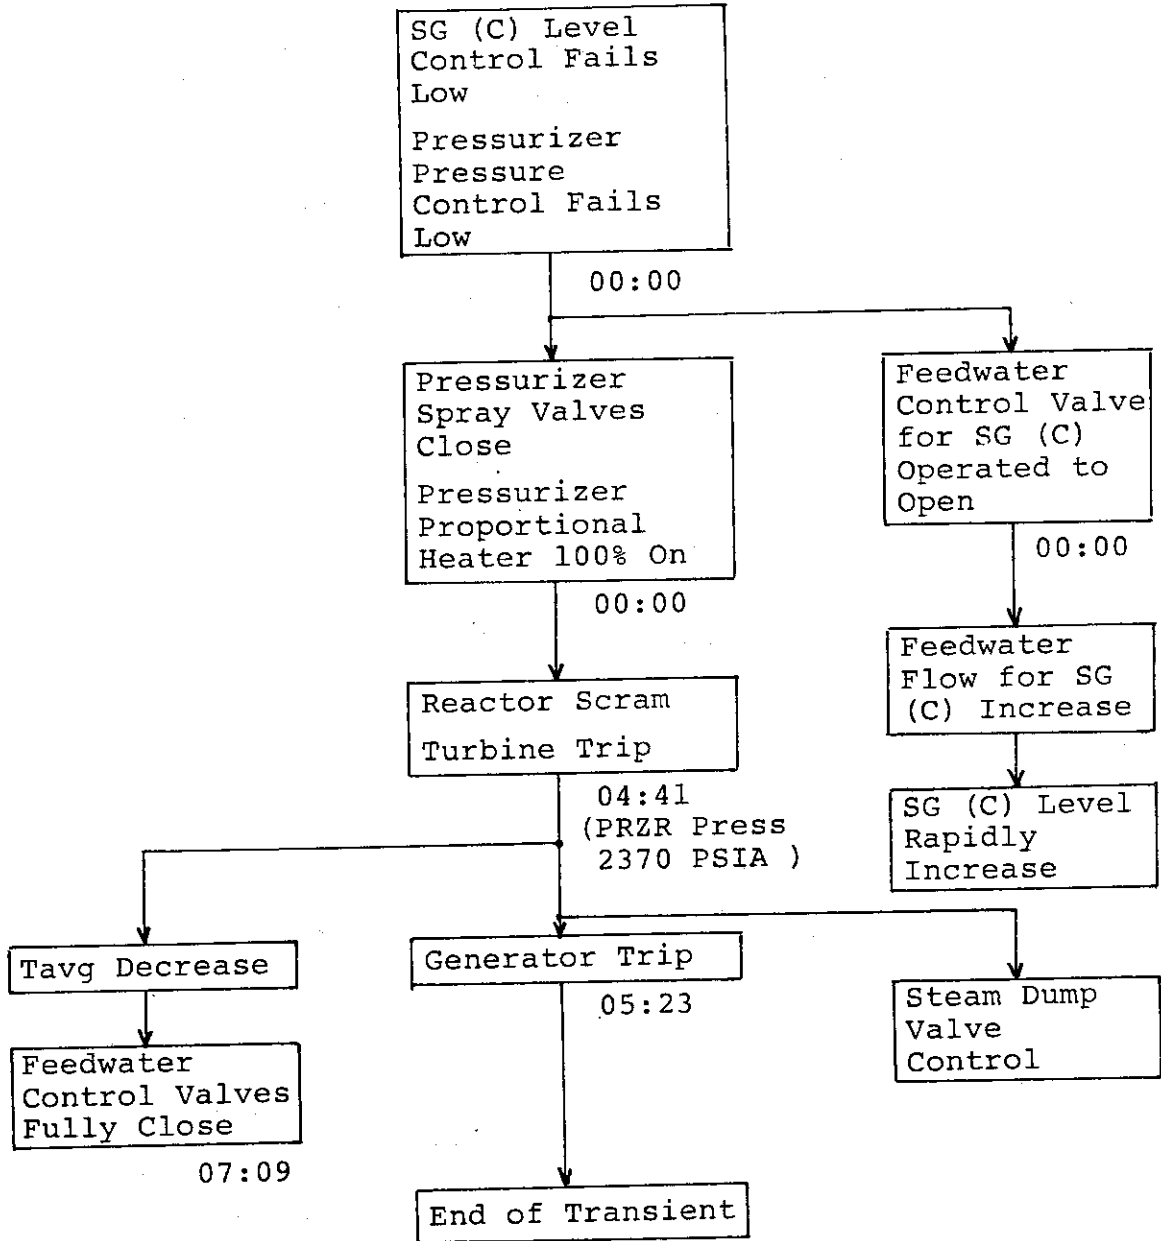 SG (C) Level
Control Fails
Low
Pressurizer
Pressure
Control Fails
Low
00:00
Pressurizer
Spray Valves
Close
Pressurizer
Proportional
Heater 100% On
00:00
Feedwater
Control Valve
for SG (C)
Operated to
Open
00:00
Feedwater
Flow for SG
(C) Increase
SG (C) Level
Rapidly
Increase
Reactor Scram
Turbine Trip
04:41
(PRZR Press
2370 PSIA )
Tavg Decrease
Feedwater
Control Valves
Fully Close
07:09
Generator Trip
05:23
Steam Dump
Valve
Control
End of Transient